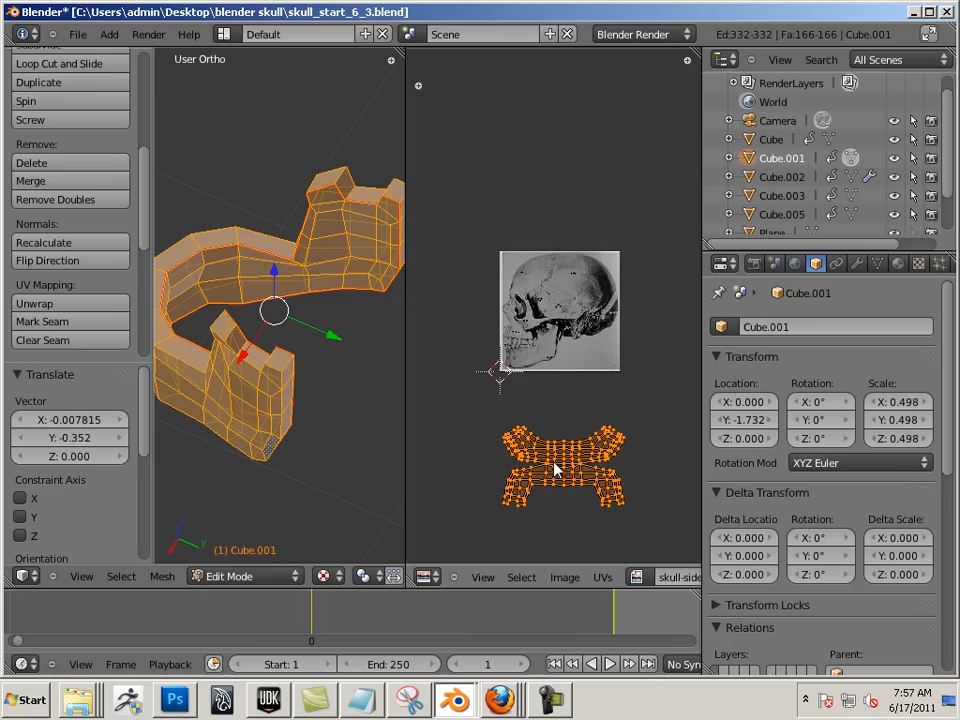 Blender* [C:\Users\admin\Desktop\blender skull\skull_start_6_3.blend]
File Add Render Help Default Scene Blender Render Ed:332-332 | Fa:166-166 | Cube.001
Loop Cut and Slide
Duplicate
Spin
Screw
Remove:
Delete
Merge
Remove Doubles
Normals:
Recalculate
Flip Direction
UV Mapping:
Unwrap
Mark Seam
Clear Seam
Translate
Vector
X: -0.007815
Y: -0.352
Z: 0.000
Constraint Axis
X
Y
Z
Orientation
User Ortho
z
y
(1) Cube.001
View Select Mesh Edit Mode
View Select Image UVs skull-side
View Search All Scenes
RenderLayers
World
Camera
Cube
Cube.001
Cube.002
Cube.003
Cube.005
Plane
Cube.001
Cube.001
Transform
Location: Rotation: Scale:
X: 0.000 X: 0° X: 0.498
Y: -1.732 Y: 0° Y: 0.498
Z: 0.000 Z: 0° Z: 0.498
Rotation Mod XYZ Euler
Delta Transform
Delta Locatio Rotation: Delta Scale:
X: 0.000 X: 0° X: 0.000
Y: 0.000 Y: 0° Y: 0.000
Z: 0.000 Z: 0° Z: 0.000
Transform Locks
Relations
Layers: Parent:
0
View Frame Playback Start: 1 End: 250 1 No Syn
Start Ps UDK 7:57 AM
6/17/2011